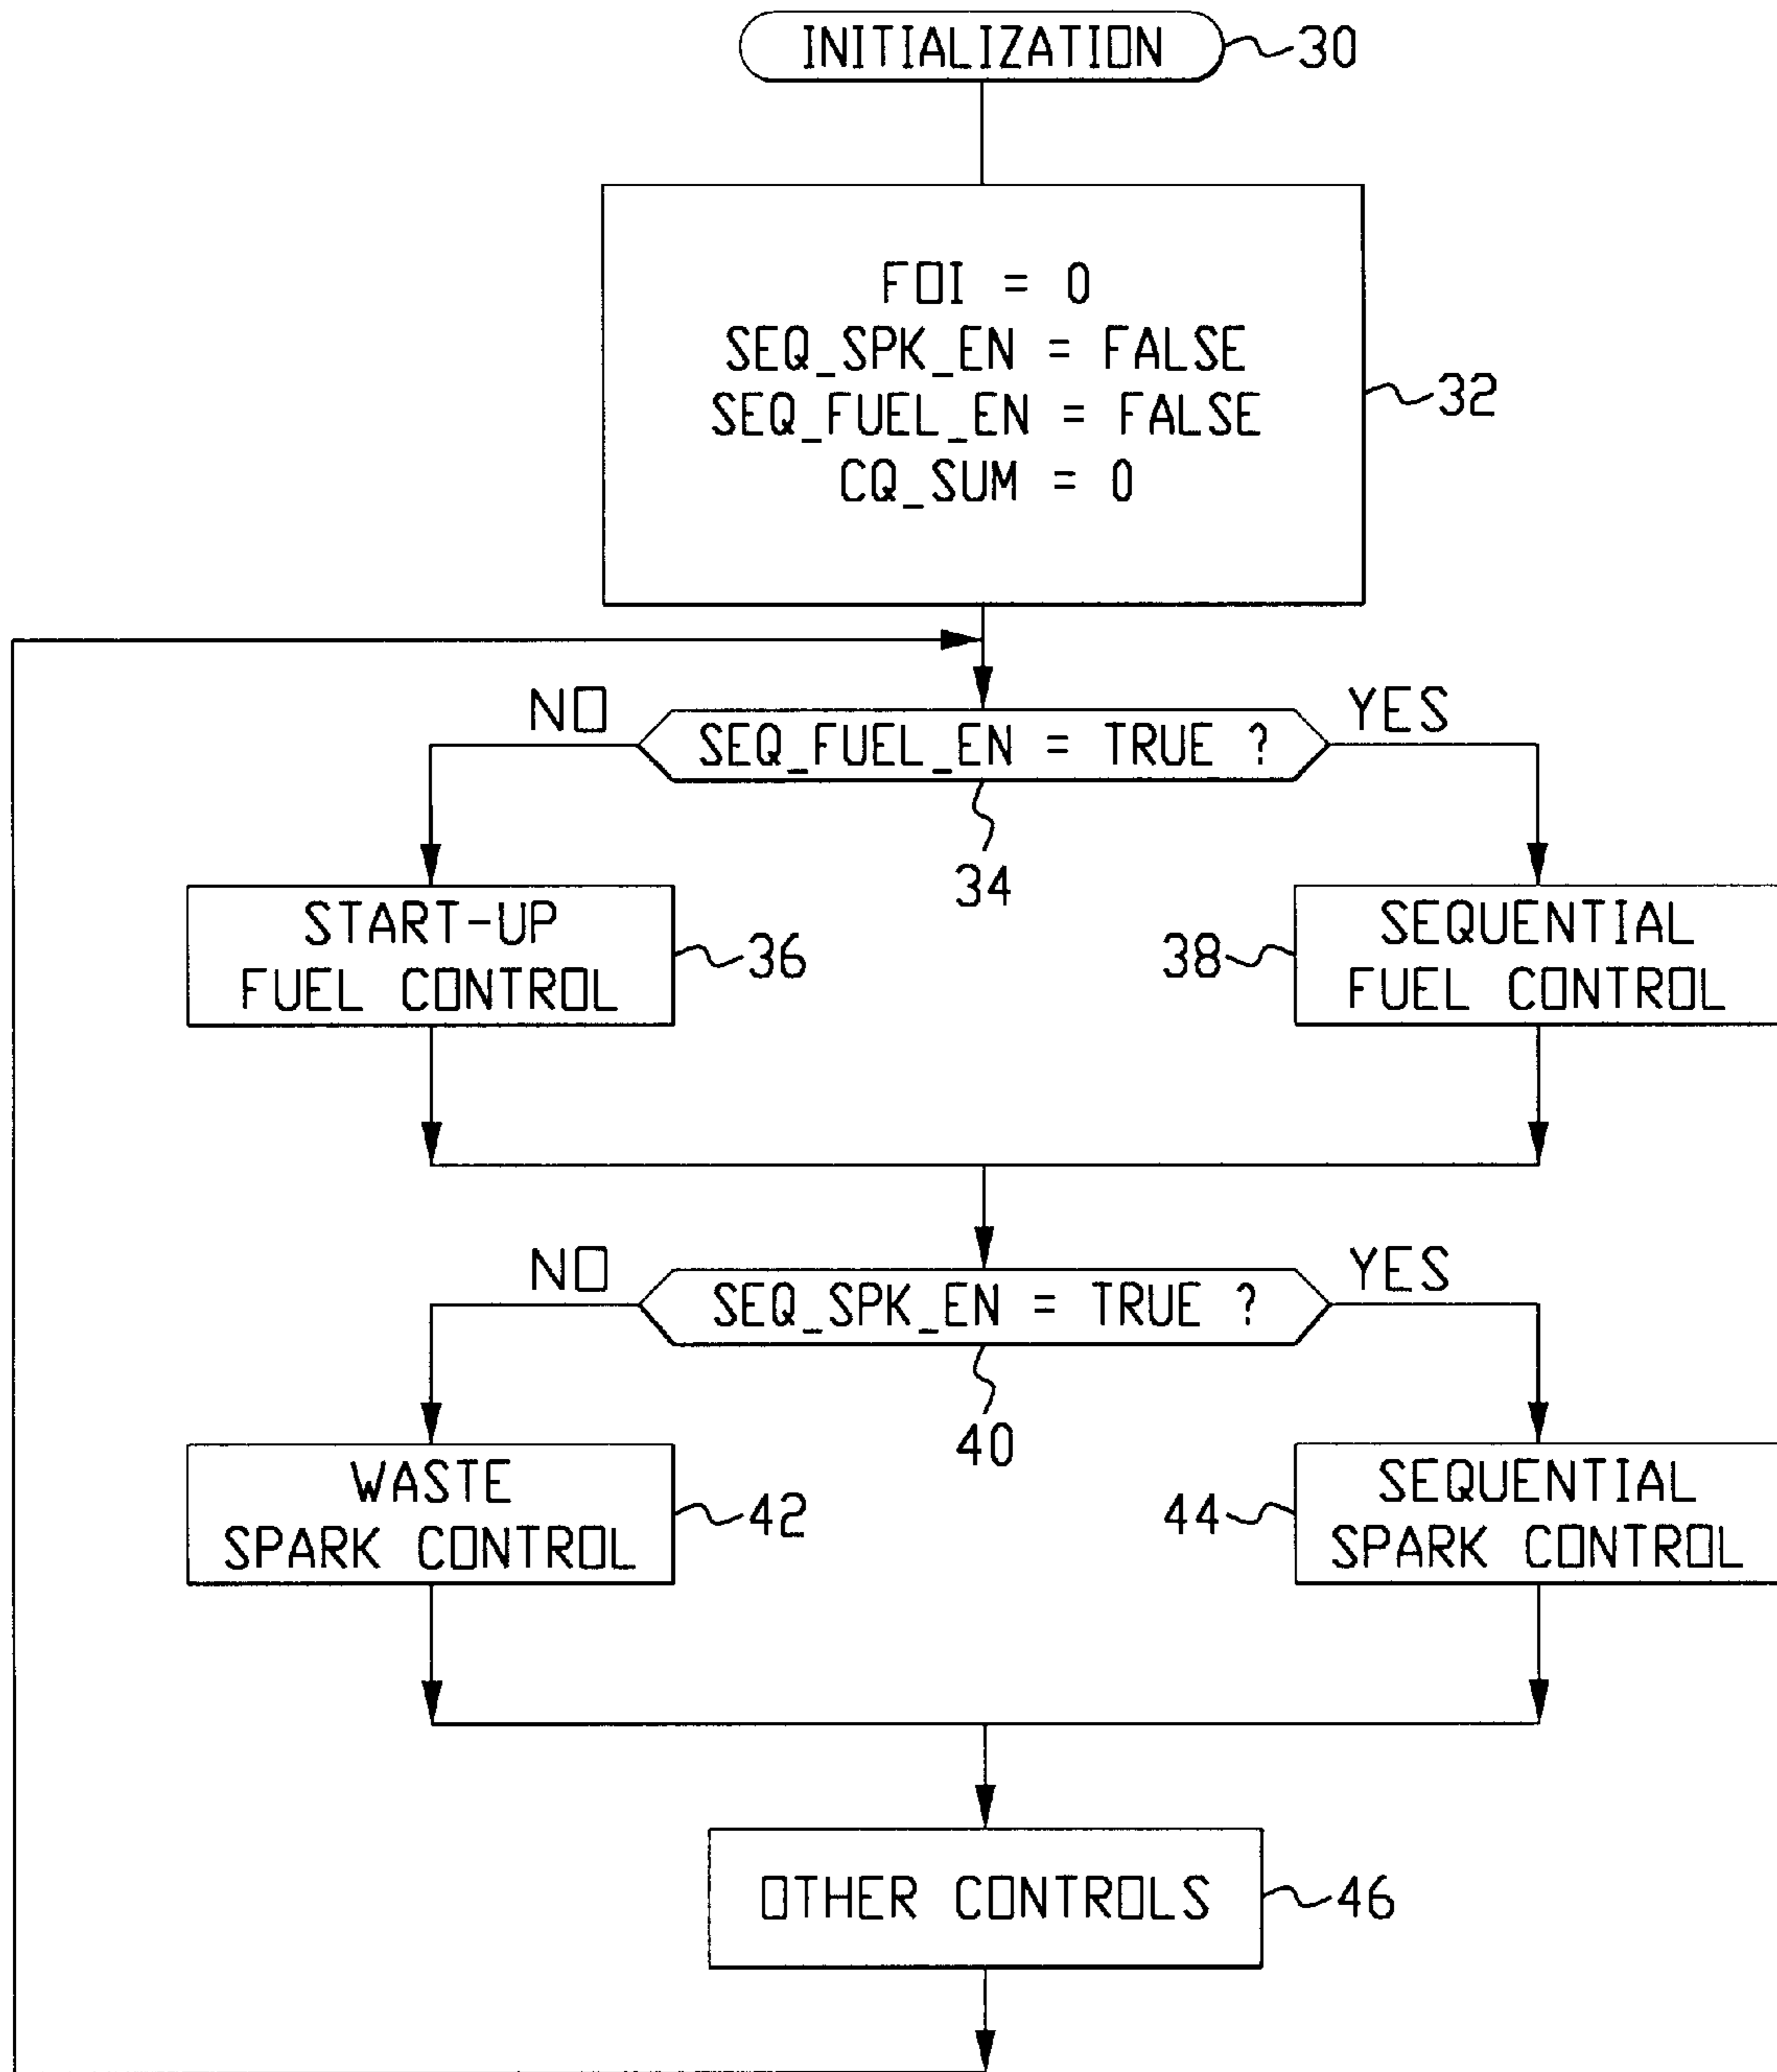 INITIALIZATION 30
FOI = 0
SEQ_SPK_EN = FALSE
SEQ_FUEL_EN = FALSE
CQ_SUM = 0
32
NO
SEQ_FUEL_EN = TRUE ?
YES
34
START-UP
FUEL CONTROL
36
38
SEQUENTIAL
FUEL CONTROL
NO
SEQ_SPK_EN = TRUE ?
YES
40
WASTE
SPARK CONTROL
42
44
SEQUENTIAL
SPARK CONTROL
OTHER CONTROLS
46